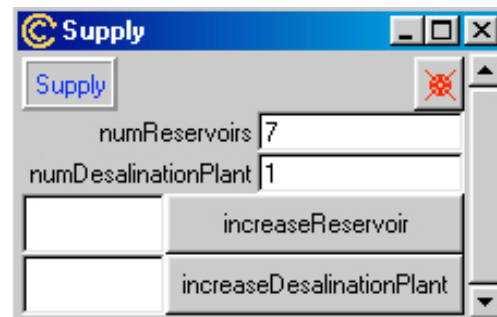 Supply
Supply
numReservoirs 7
numDesalinationPlant 1
increaseReservoir
increaseDesalinationPlant